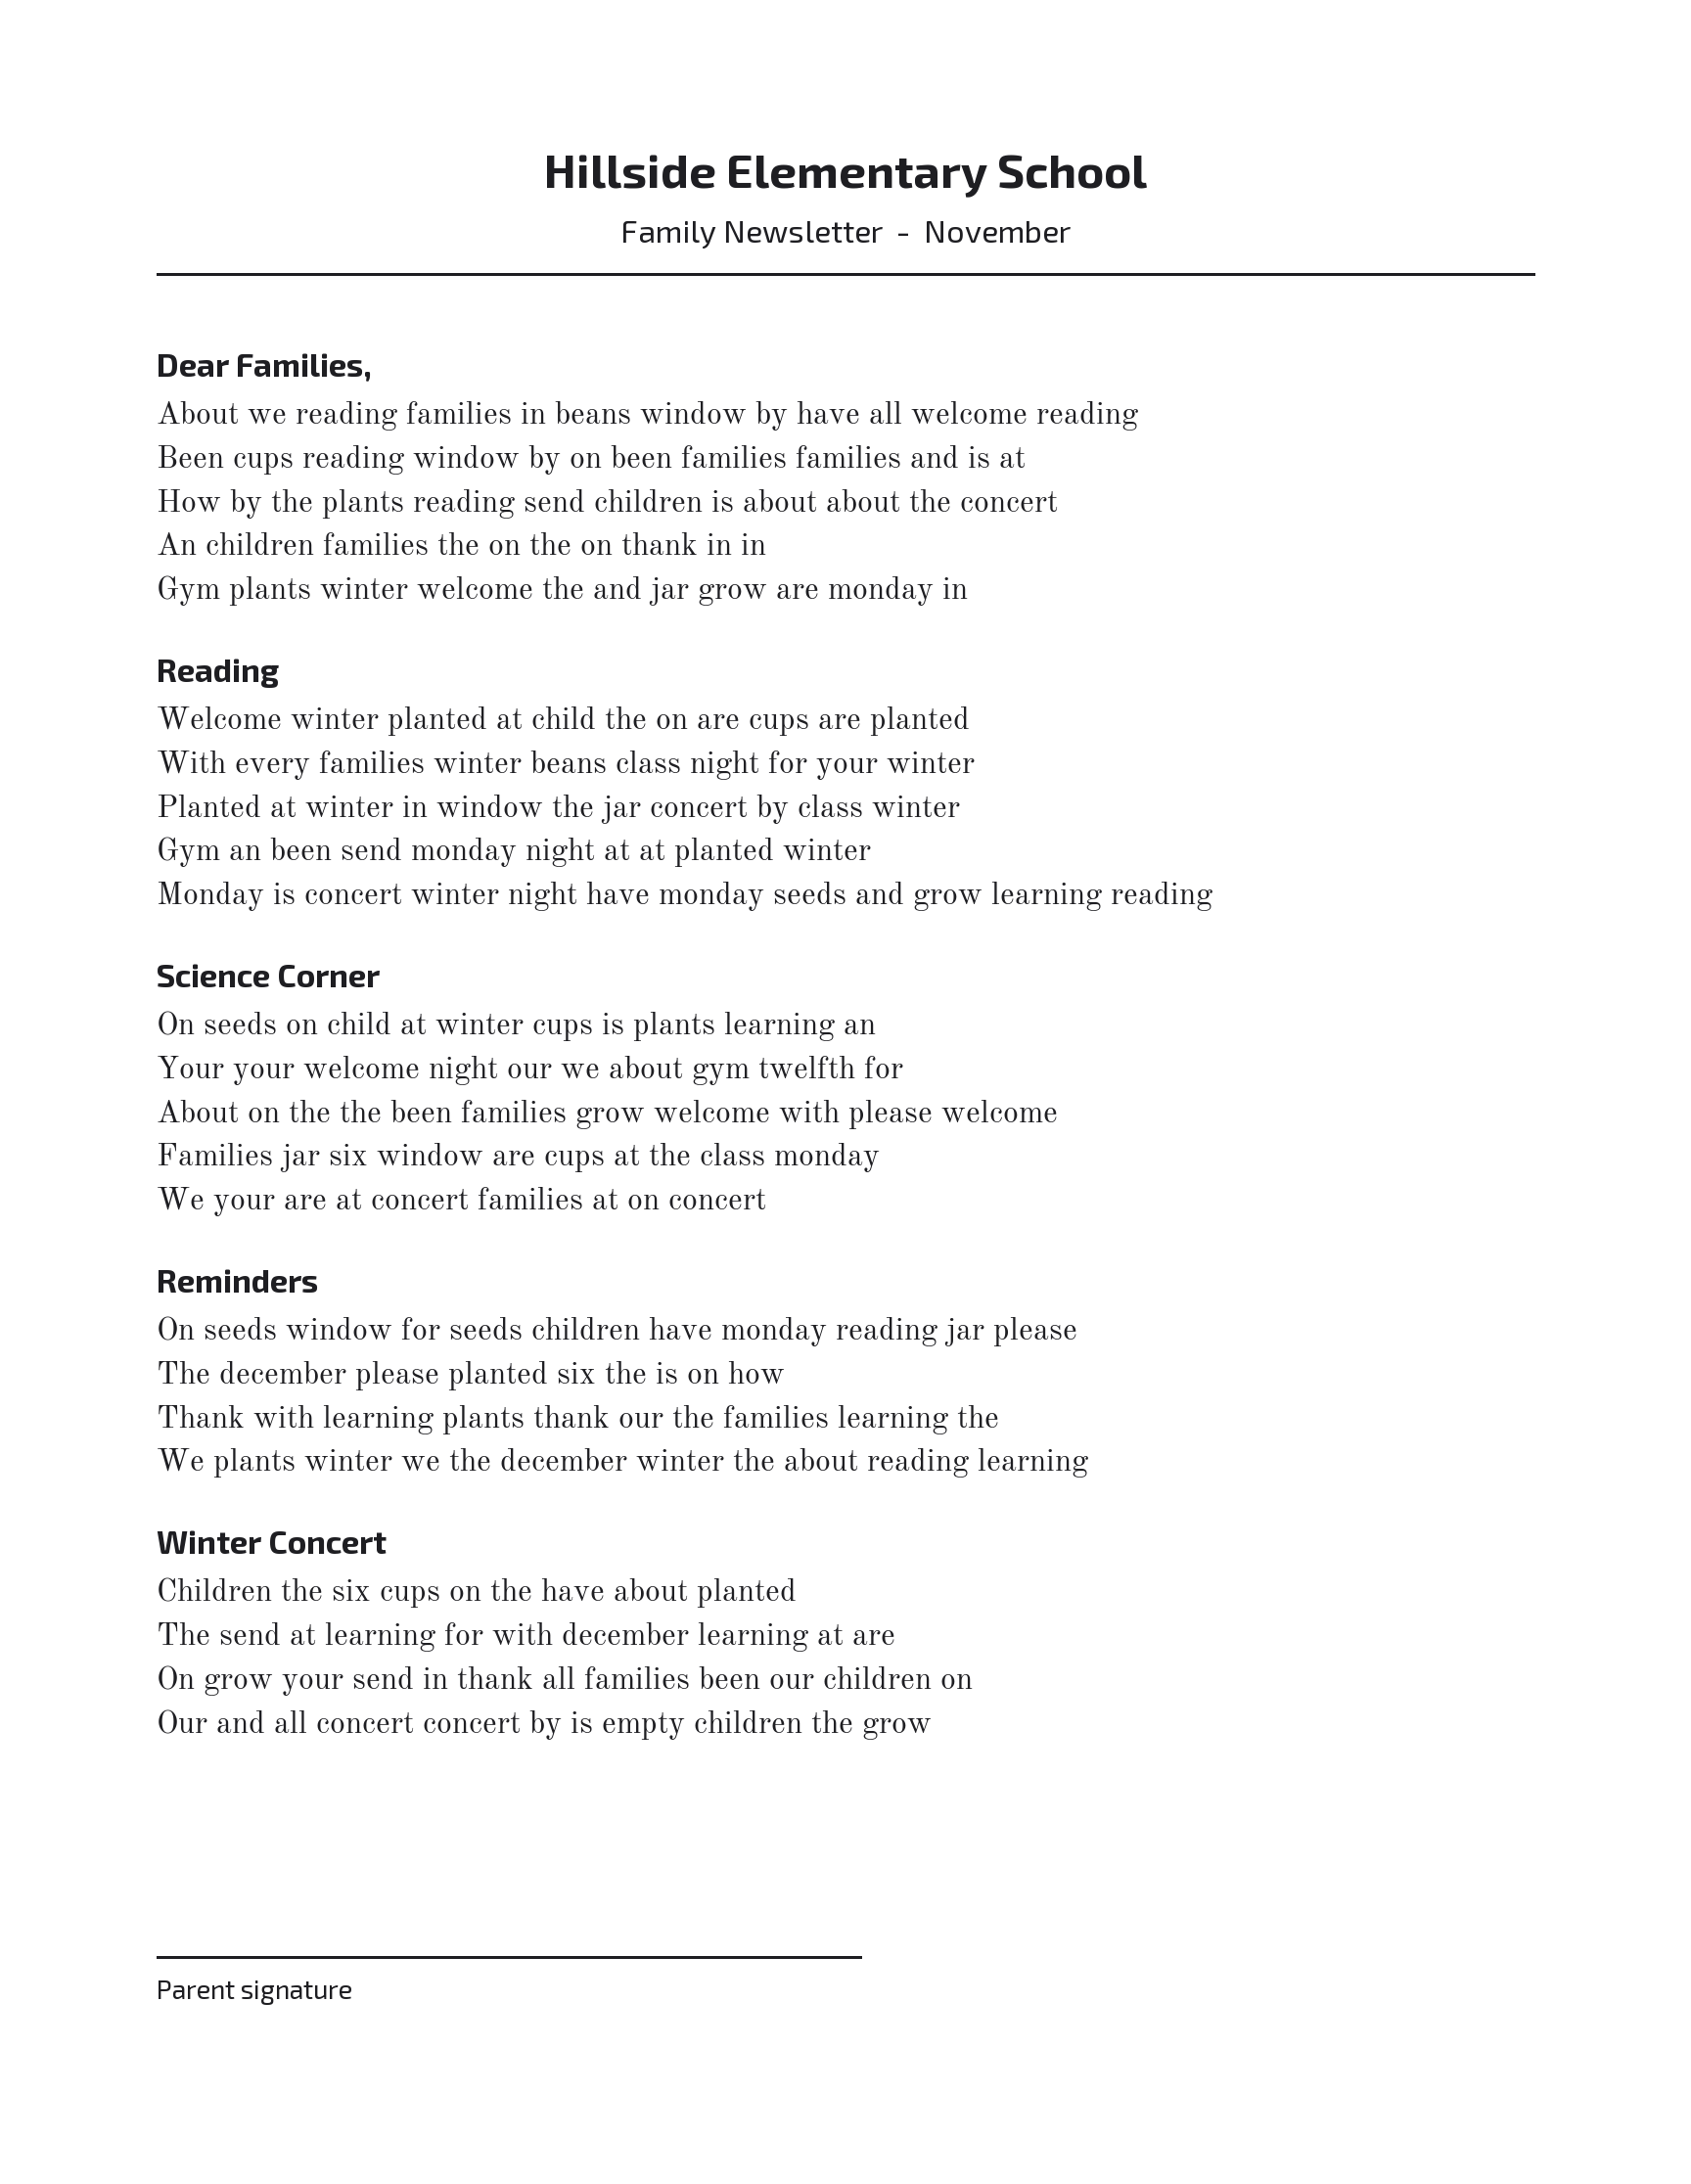 Hillside Elementary School
Family Newsletter - November
Dear Families,
About we reading families in beans window by have all welcome reading
Been cups reading window by on been families families and is at
How by the plants reading send children is about about the concert
An children families the on the on thank in in
Gym plants winter welcome the and jar grow are monday in
Reading
Welcome winter planted at child the on are cups are planted
With every families winter beans class night for your winter
Planted at winter in window the jar concert by class winter
Gym an been send monday night at at planted winter
Monday is concert winter night have monday seeds and grow learning reading
Science Corner
On seeds on child at winter cups is plants learning an
Your your welcome night our we about gym twelfth for
About on the the been families grow welcome with please welcome
Families jar six window are cups at the class monday
We your are at concert families at on concert
Reminders
On seeds window for seeds children have monday reading jar please
The december please planted six the is on how
Thank with learning plants thank our the families learning the
We plants winter we the december winter the about reading learning
Winter Concert
Children the six cups on the have about planted
The send at learning for with december learning at are
On grow your send in thank all families been our children on
Our and all concert concert by is empty children the grow
Parent signature